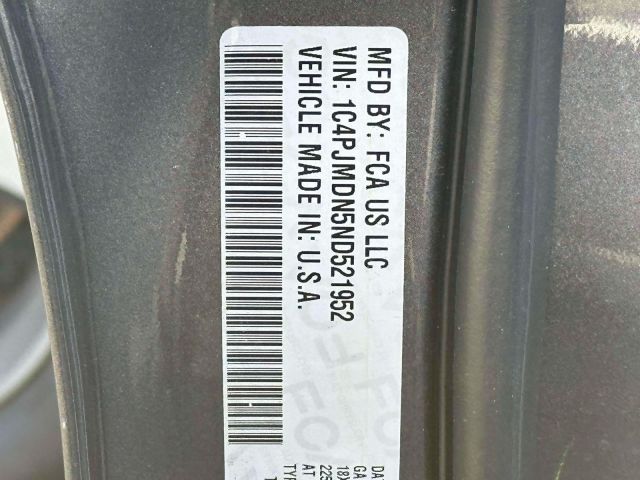 MFD BY: FCA US LLC
VIN: 1C4PJMDN5ND521952
VEHICLE MADE IN: U.S.A.